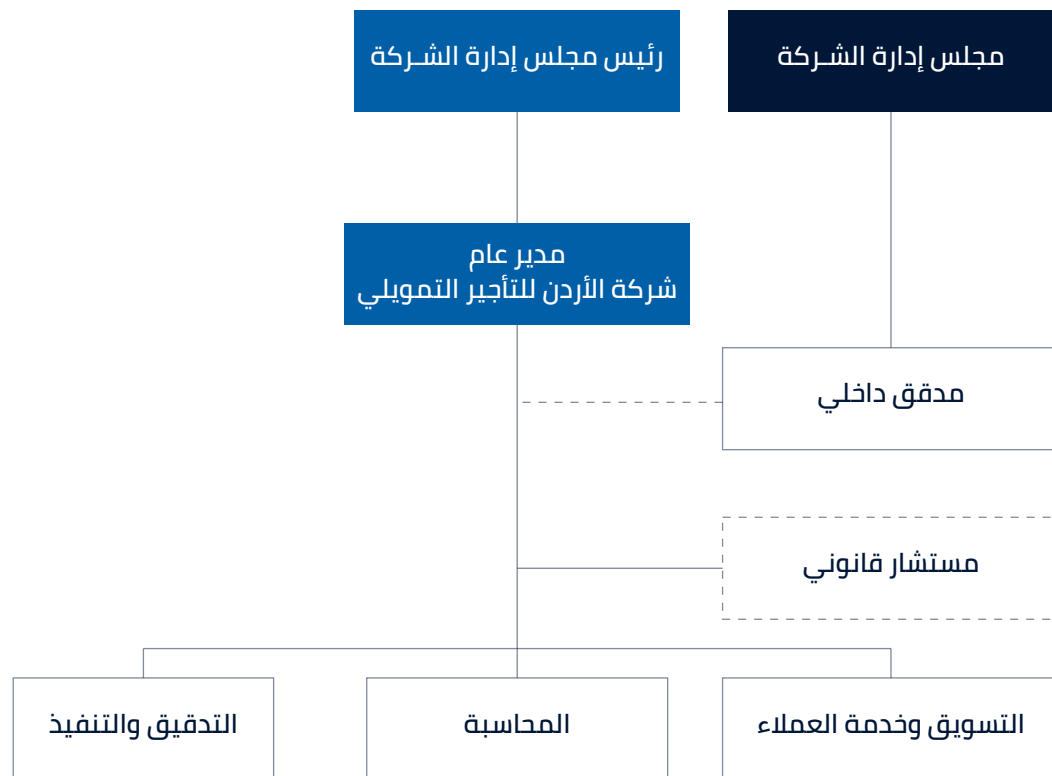 مجلس إدارة الشـركة
رئيس مجلس إدارة الشـركة
مدير عام
شركة الأردن للتأجير التمويلي
مدقق داخلي
مستشار قانوني
التسويق وخدمة العملاء
المحاسبة
التدقيق والتنفيذ